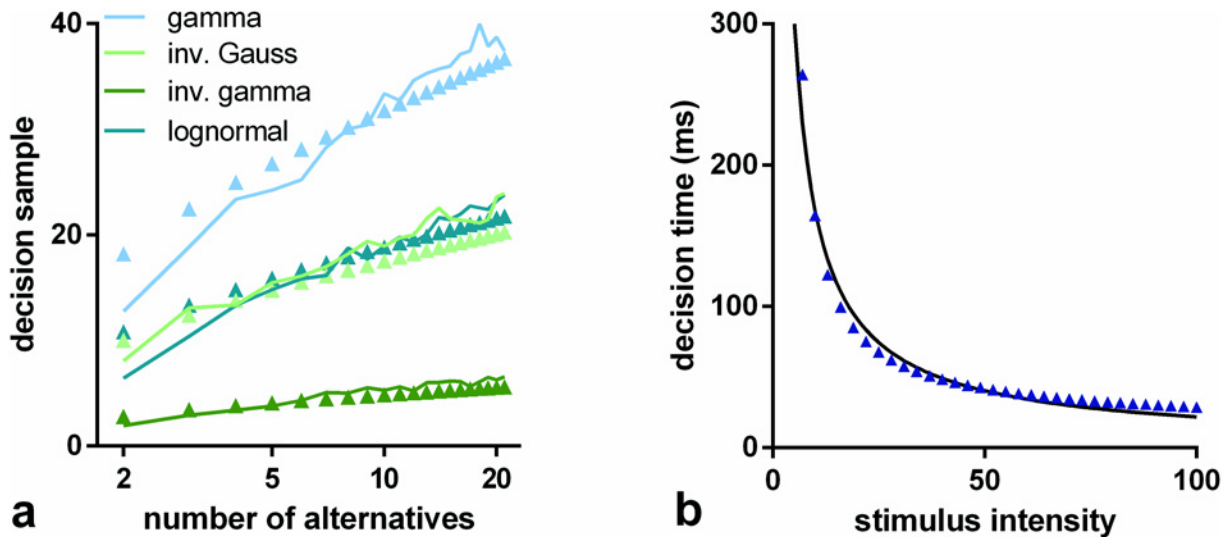 40
gamma
inv. Gauss
inv. gamma
lognormal
20
0
decision sample
2
5
10
20
number of alternatives
a
300
200
100
0
decision time (ms)
0
50
100
stimulus intensity
b